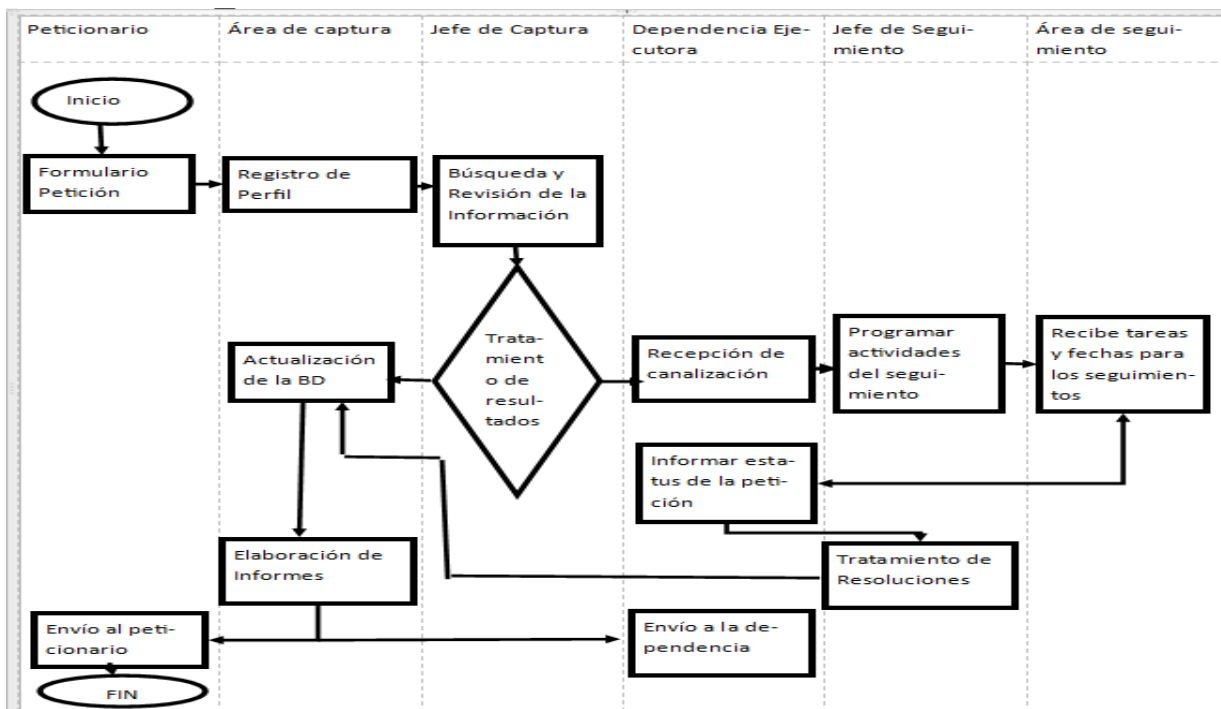 Peticionario
Área de captura
Jefe de Captura
Dependencia Eje-
cutora
Jefe de Segui-
miento
Área de segui-
miento
Inicio
Formulario
Petición
Registro de
Perfil
Búsqueda y
Revisión de la
Información
Trata-
mient
o de
resul-
tados
Actualización
de la BD
Recepción de
canalización
Programar
actividades
del segui-
miento
Recibe tareas
y fechas para
los seguimien-
tos
Informar esta-
tus de la peti-
ción
Tratamiento de
Resoluciones
Elaboración de
Informes
Envío al peti-
cionario
Envío a la de-
pendencia
FIN